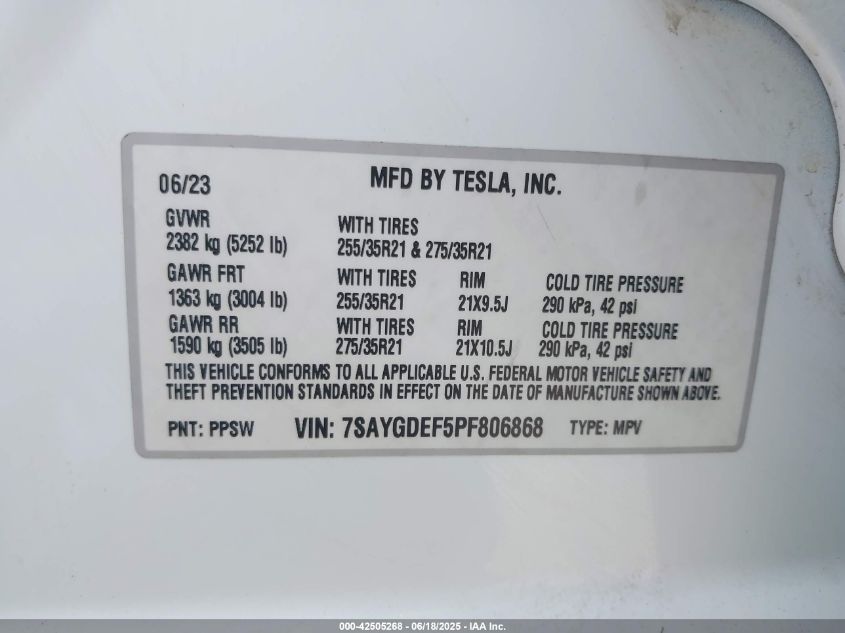 06/23 MFD BY TESLA, INC.
GVWR WITH TIRES
2382 kg (5252 lb) 255/35R21 & 275/35R21
GAWR FRT WITH TIRES RIM COLD TIRE PRESSURE
1363 kg (3004 lb) 255/35R21 21X9.5J 290 kPa, 42 psi
GAWR RR WITH TIRES RIM COLD TIRE PRESSURE
1590 kg (3505 lb) 275/35R21 21X10.5J 290 kPa, 42 psi
THIS VEHICLE CONFORMS TO ALL APPLICABLE U.S. FEDERAL MOTOR VEHICLE SAFETY AND
THEFT PREVENTION STANDARDS IN EFFECT ON THE DATE OF MANUFACTURE SHOWN ABOVE.
PNT: PPSW VIN: 7SAYGDEF5PF806868 TYPE: MPV
000-42505268 - 06/18/2025 - IAA Inc.